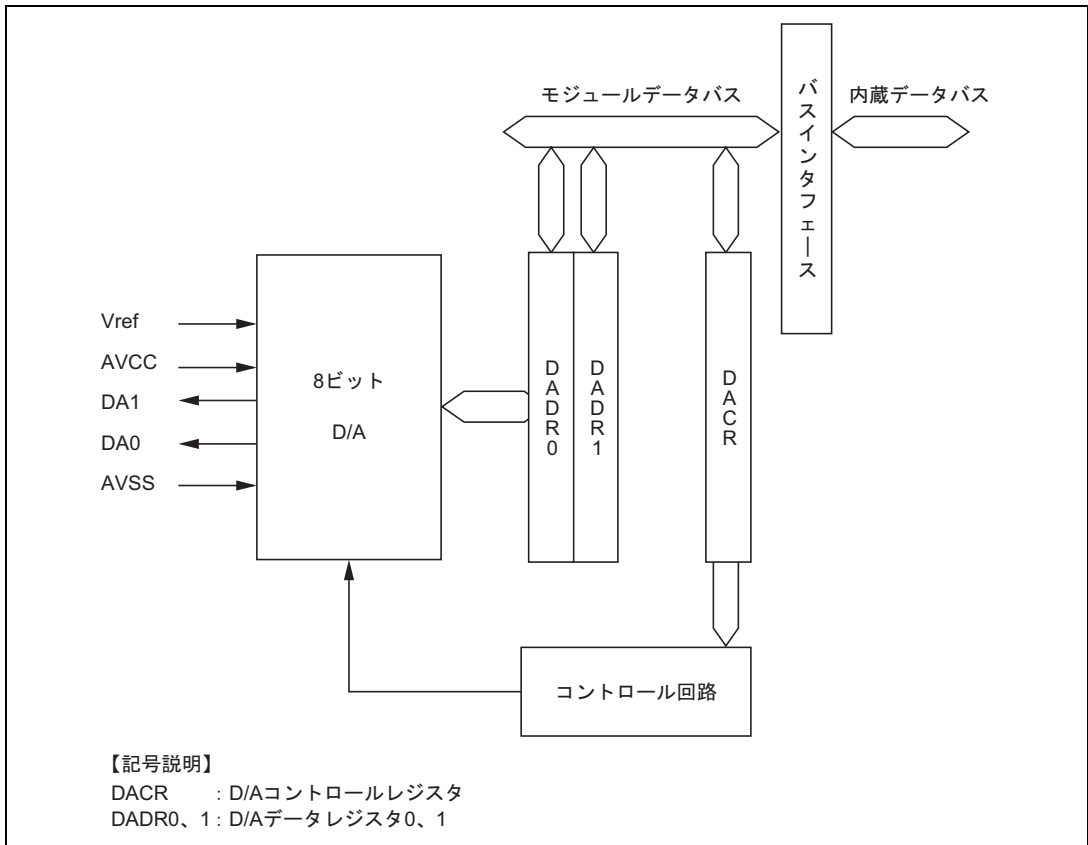 モジュールデータバス
内蔵データバス
バスインタフェース
Vref
AVCC
DA1
DA0
AVSS
8ビット
D/A
DADR0
DADR1
DACR
コントロール回路
【記号説明】
DACR : D/Aコントロールレジスタ
DADR0、1 : D/Aデータレジスタ0、1